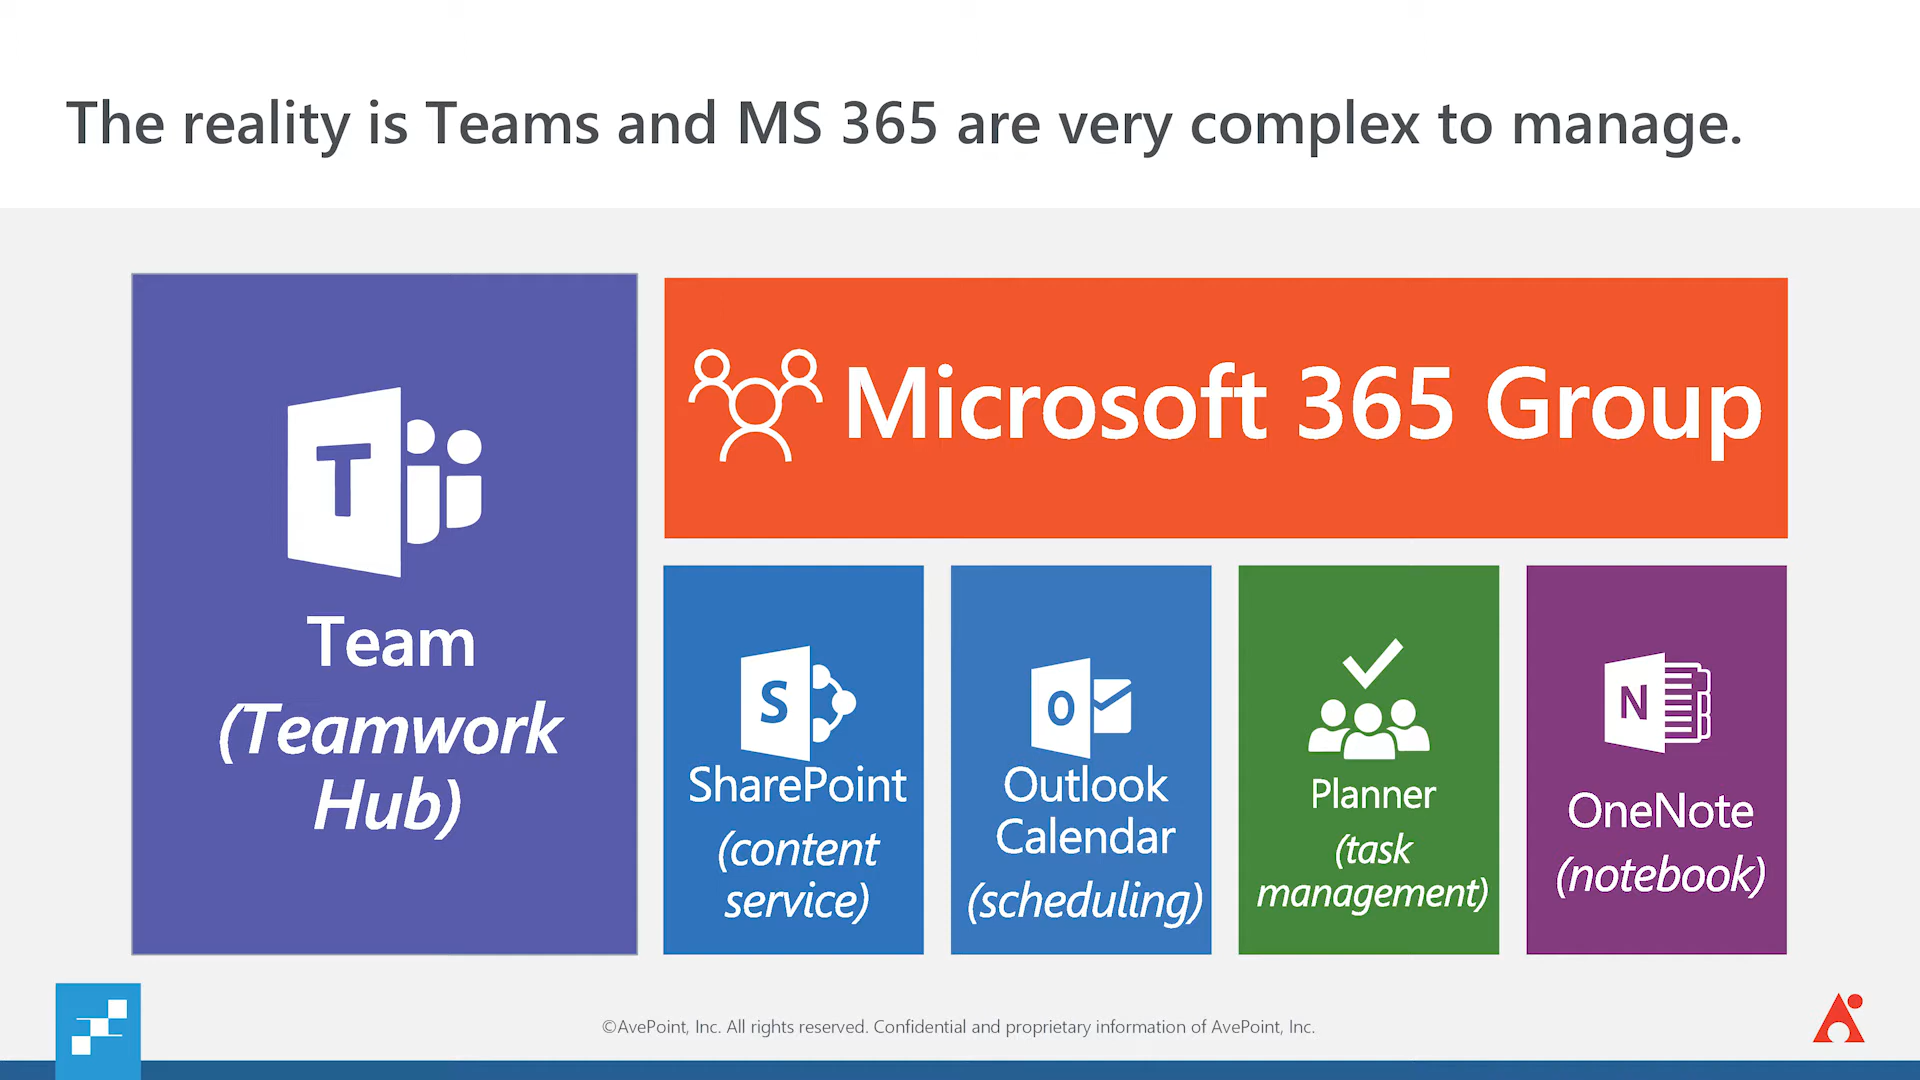 The reality is Teams and MS 365 are very complex to manage.
T
Team
(Teamwork
Hub)
Microsoft 365 Group
S
SharePoint
(content
service)
O
Outlook
Calendar
(scheduling)
Planner
(task
management)
N
OneNote
(notebook)
©AvePoint, Inc. All rights reserved. Confidential and proprietary information of AvePoint, Inc.